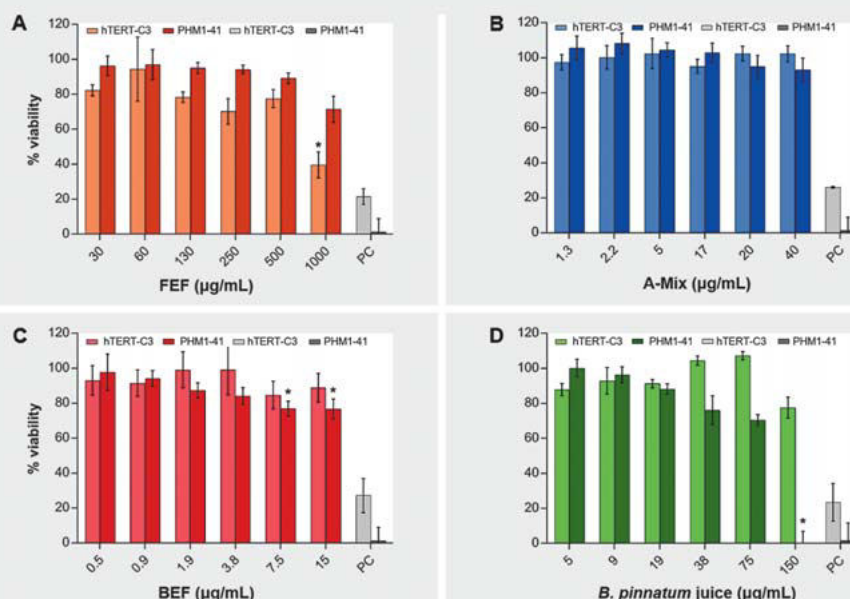 A
hTERT-C3 PHM1-41 hTERT-C3 PHM1-41
120
100
80
60
40
20
0
% viability
*
30 60 130 250 500 1000 PC
FEF (µg/mL)
B
hTERT-C3 PHM1-41 hTERT-C3 PHM1-41
120
100
80
60
40
20
0
1.3 2.2 5 17 20 40 PC
A-Mix (µg/mL)
C
hTERT-C3 PHM1-41 hTERT-C3 PHM1-41
120
100
80
60
40
20
0
% viability
* *
0.5 0.9 1.9 3.8 7.5 15 PC
BEF (µg/mL)
D
hTERT-C3 PHM1-41 hTERT-C3 PHM1-41
120
100
80
60
40
20
0
*
5 9 19 38 75 150 PC
B. pinnatum juice (µg/mL)